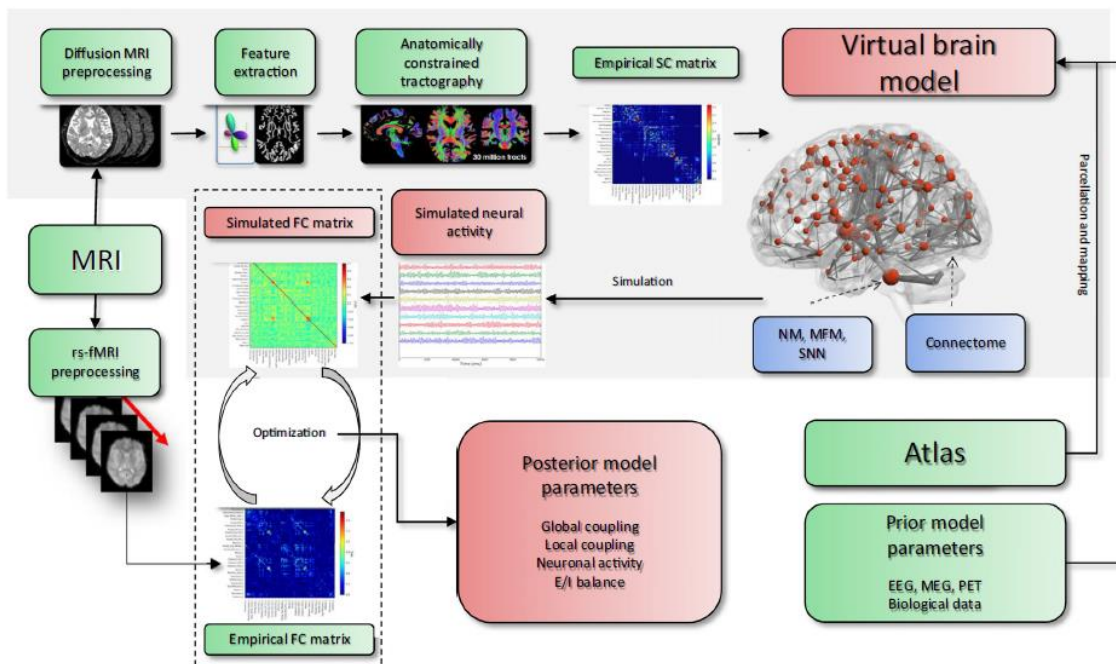 Diffusion MRI
preprocessing
Feature
extraction
Anatomically
constrained
tractography
Empirical SC matrix
Virtual brain
model
30 million tracts
Parcellation and mapping
MRI
Simulated FC matrix
Simulated neural
activity
Simulation
rs-fMRI
preprocessing
NM, MFM,
SNN
Connectome
Optimization
Posterior model
parameters
Global coupling
Local coupling
Neuronal activity
E/I balance
Atlas
Prior model
parameters
EEG, MEG, PET
Biological data
Empirical FC matrix